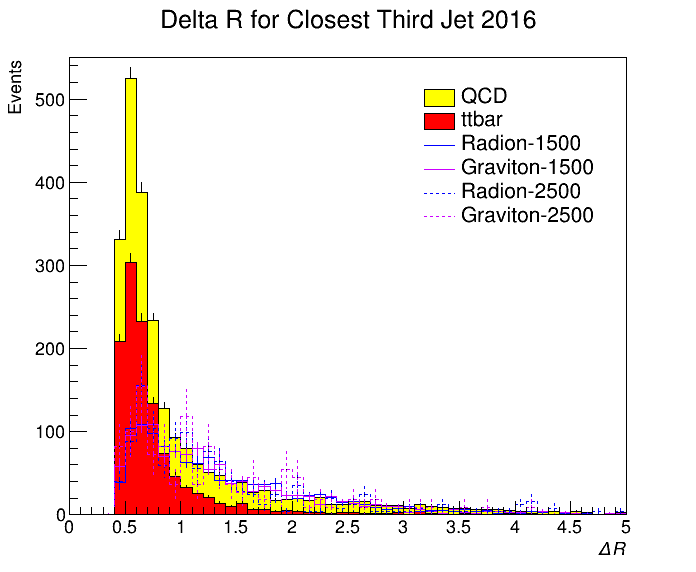 Delta R for Closest Third Jet 2016
Events
500
400
300
200
100
0
QCD
ttbar
Radion-1500
Graviton-1500
Radion-2500
Graviton-2500
0 0.5 1 1.5 2 2.5 3 3.5 4 4.5 5
ΔR